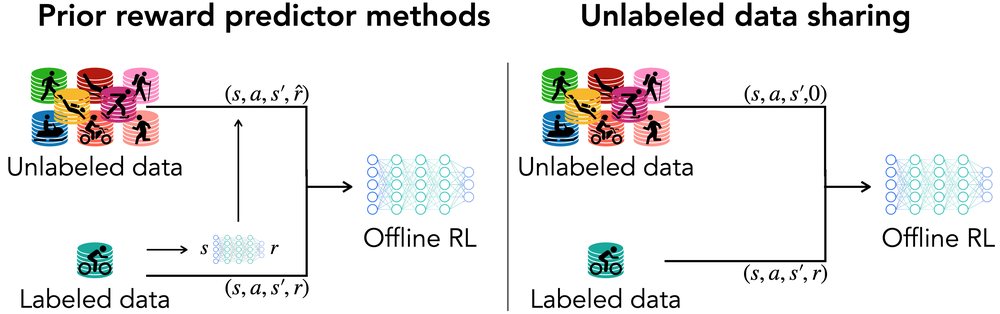 Prior reward predictor methods
(s, a, s′, r̂)
Unlabeled data
Offline RL
s
r
Labeled data
(s, a, s′, r)
Unlabeled data sharing
(s, a, s′,0)
Unlabeled data
Offline RL
Labeled data
(s, a, s′, r)